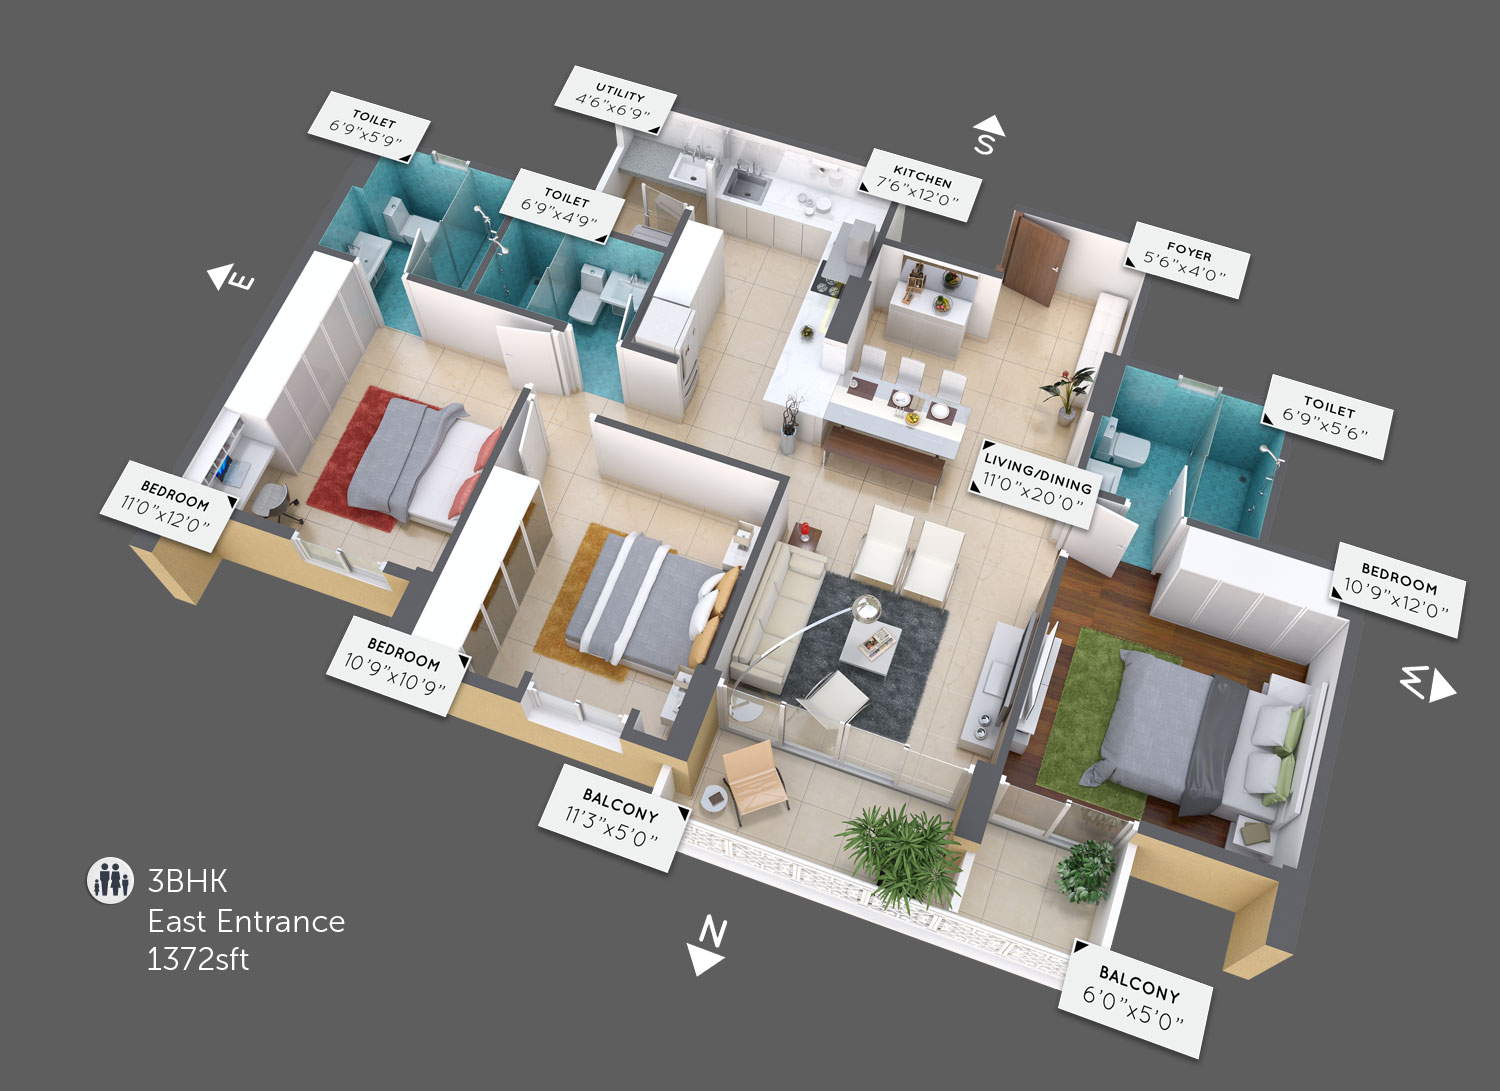 UTILITY
4'6"x6'9"
TOILET
6'9"x5'9"
S
KITCHEN
7'6"x12'0"
TOILET
6'9"x4'9"
FOYER
5'6"x4'0"
E
TOILET
6'9"x5'6"
LIVING/DINING
11'0"x20'0"
BEDROOM
11'0"x12'0"
BEDROOM
10'9"x12'0"
BEDROOM
10'9"x10'9"
W
BALCONY
11'3"x5'0"
3BHK
East Entrance
1372sft
N
BALCONY
6'0"x5'0"